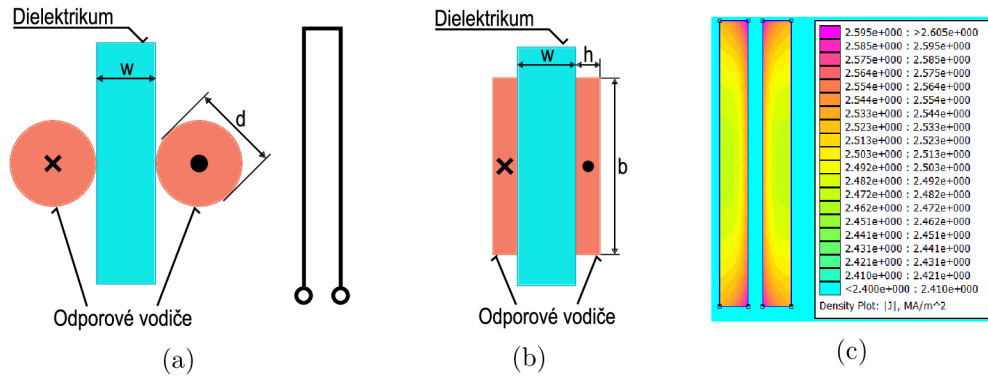 Dielektrikum
w
d
Odporové vodiče
(a)
Dielektrikum
w
h
b
Odporové vodiče
(b)
2.595e+000 : >2.605e+000
2.585e+000 : 2.595e+000
2.575e+000 : 2.585e+000
2.564e+000 : 2.575e+000
2.554e+000 : 2.564e+000
2.544e+000 : 2.554e+000
2.533e+000 : 2.544e+000
2.523e+000 : 2.533e+000
2.513e+000 : 2.523e+000
2.503e+000 : 2.513e+000
2.492e+000 : 2.503e+000
2.482e+000 : 2.492e+000
2.472e+000 : 2.482e+000
2.462e+000 : 2.472e+000
2.451e+000 : 2.462e+000
2.441e+000 : 2.451e+000
2.431e+000 : 2.441e+000
2.421e+000 : 2.431e+000
2.410e+000 : 2.421e+000
<2.400e+000 : 2.410e+000
Density Plot: |J|, MA/m^2
(c)